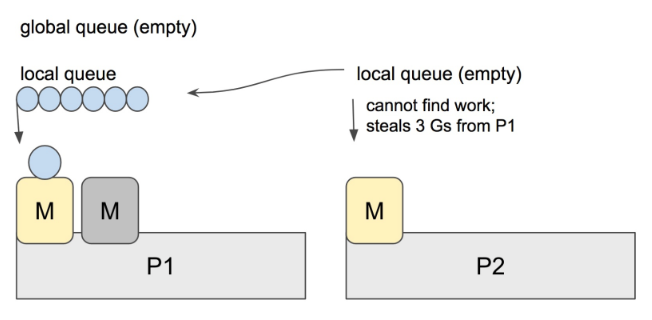 global queue (empty)
local queue
local queue (empty)
cannot find work;
steals 3 Gs from P1
M
M
M
P1
P2